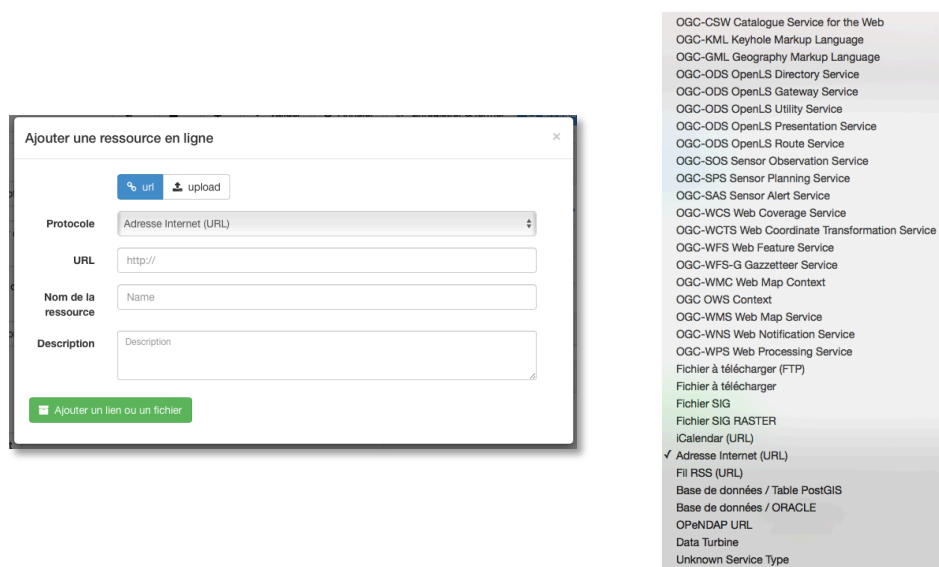 Ajouter une ressource en ligne ×
url upload
Protocole Adresse Internet (URL)
URL http://
Nom de la Name
ressource
Description Description
Ajouter un lien ou un fichier
OGC-CSW Catalogue Service for the Web
OGC-KML Keyhole Markup Language
OGC-GML Geography Markup Language
OGC-ODS OpenLS Directory Service
OGC-ODS OpenLS Gateway Service
OGC-ODS OpenLS Utility Service
OGC-ODS OpenLS Presentation Service
OGC-ODS OpenLS Route Service
OGC-SOS Sensor Observation Service
OGC-SPS Sensor Planning Service
OGC-SAS Sensor Alert Service
OGC-WCS Web Coverage Service
OGC-WCTS Web Coordinate Transformation Service
OGC-WFS Web Feature Service
OGC-WFS-G Gazzetteer Service
OGC-WMC Web Map Context
OGC OWS Context
OGC-WMS Web Map Service
OGC-WNS Web Notification Service
OGC-WPS Web Processing Service
Fichier à télécharger (FTP)
Fichier à télécharger
Fichier SIG
Fichier SIG RASTER
iCalendar (URL)
✓ Adresse Internet (URL)
Fil RSS (URL)
Base de données / Table PostGIS
Base de données / ORACLE
OPeNDAP URL
Data Turbine
Unknown Service Type